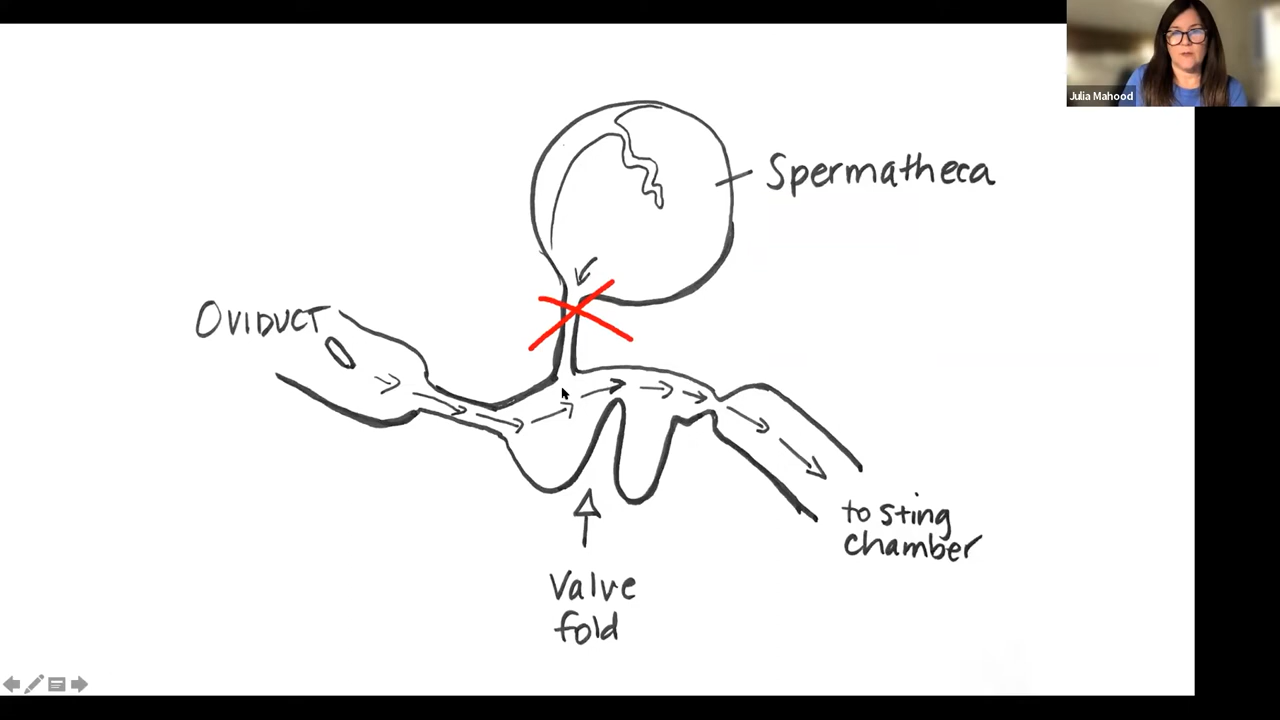 Julia Mahood
Spermatheca
OVIDUCT
to sting
chamber
Valve
fold